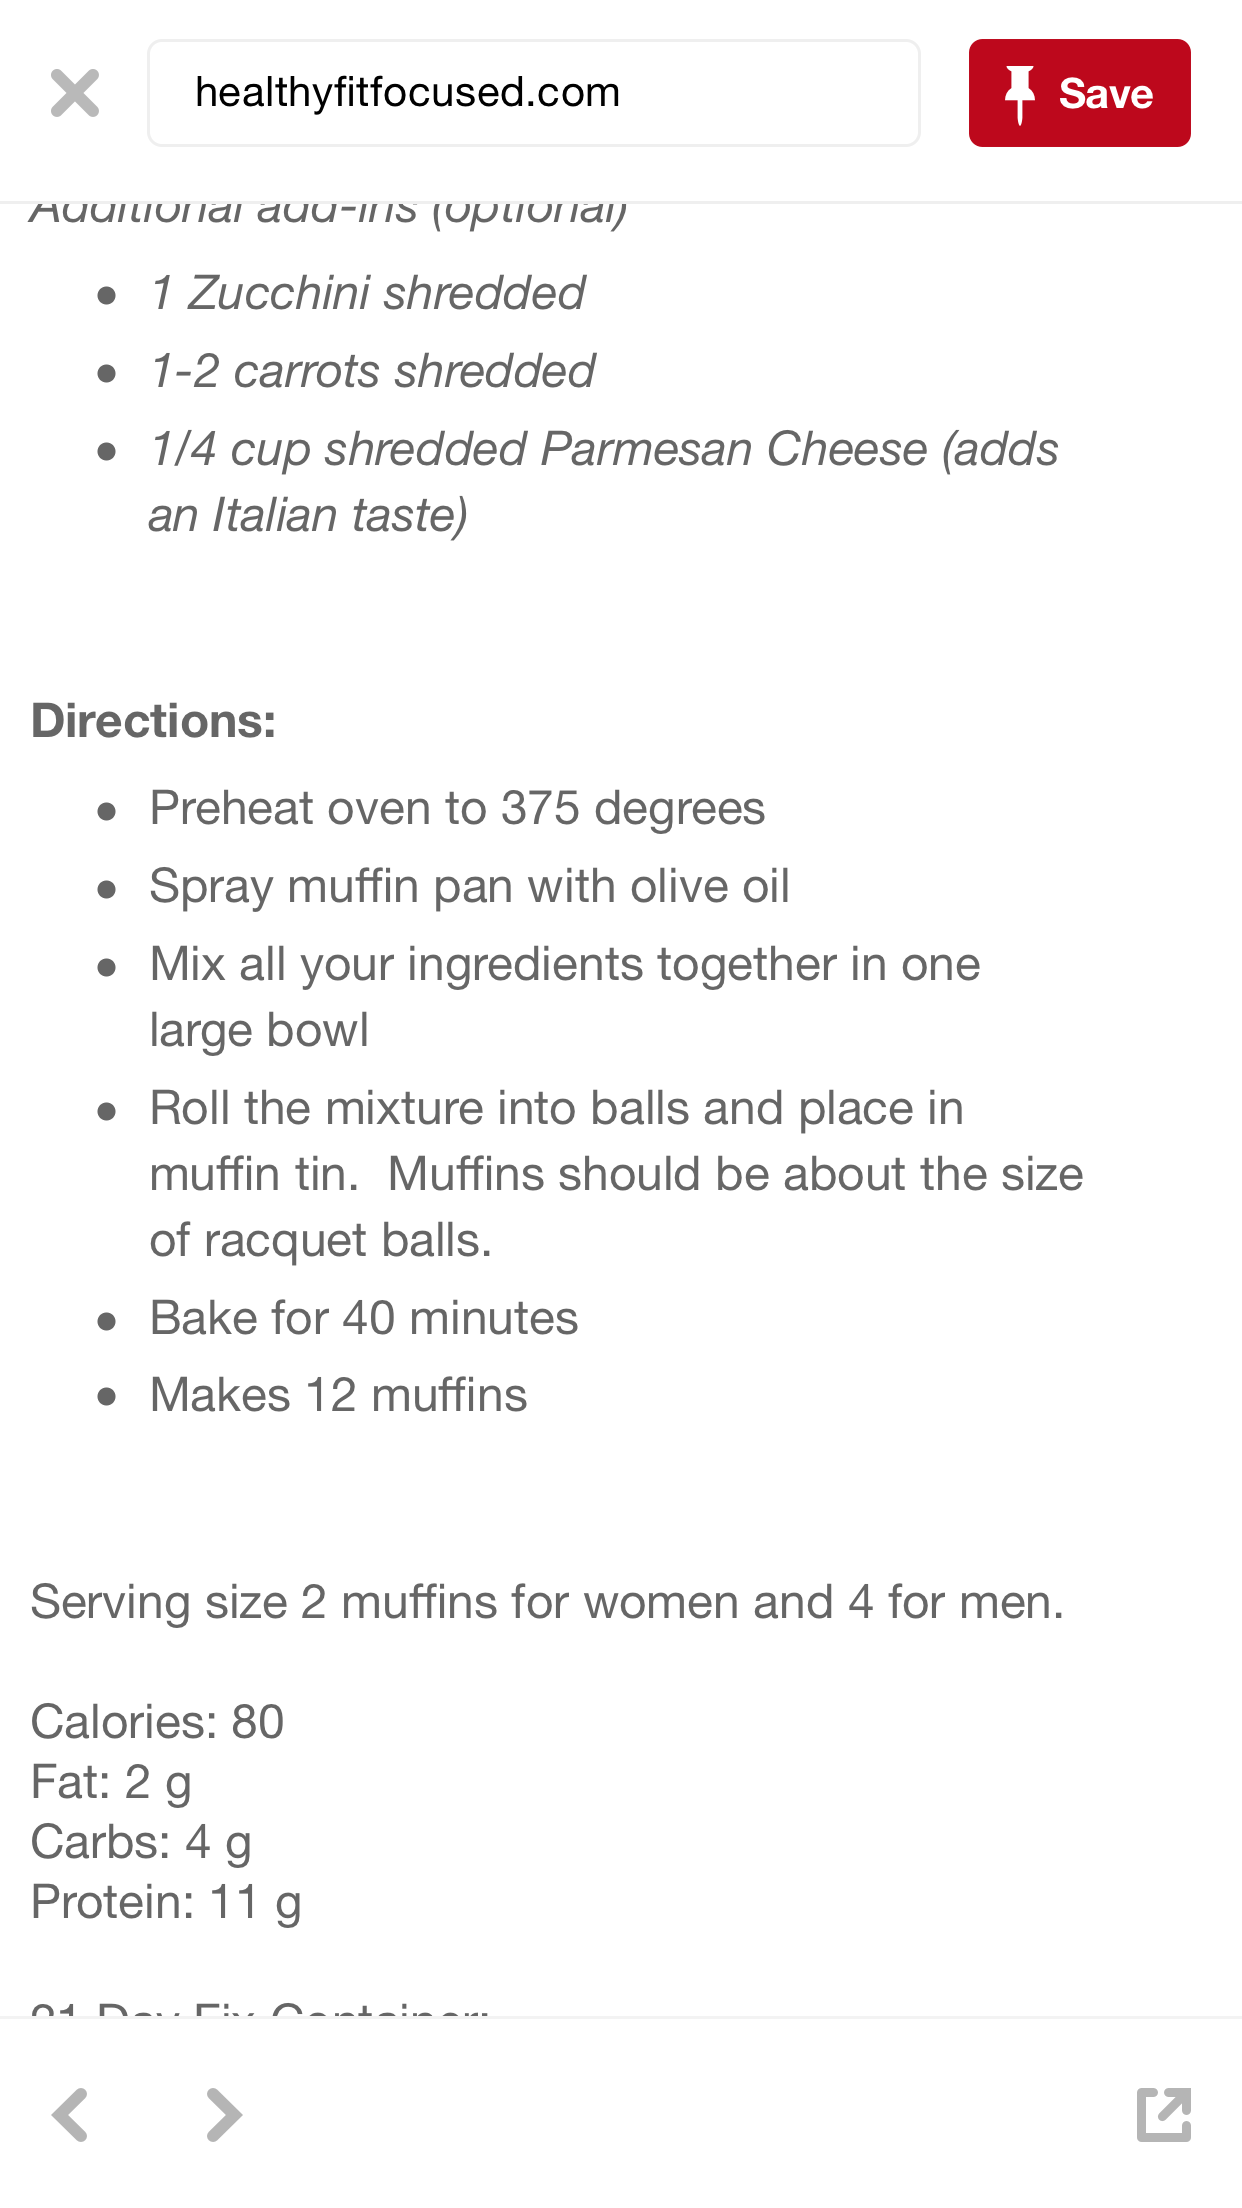 healthyfitfocused.com
Save
Additional add-ins (optional)
1 Zucchini shredded
1-2 carrots shredded
1/4 cup shredded Parmesan Cheese (adds
an Italian taste)
Directions:
Preheat oven to 375 degrees
Spray muffin pan with olive oil
Mix all your ingredients together in one
large bowl
Roll the mixture into balls and place in
muffin tin.  Muffins should be about the size
of racquet balls.
Bake for 40 minutes
Makes 12 muffins
Serving size 2 muffins for women and 4 for men.
Calories: 80
Fat: 2 g
Carbs: 4 g
Protein: 11 g
21 Day Fix Container: